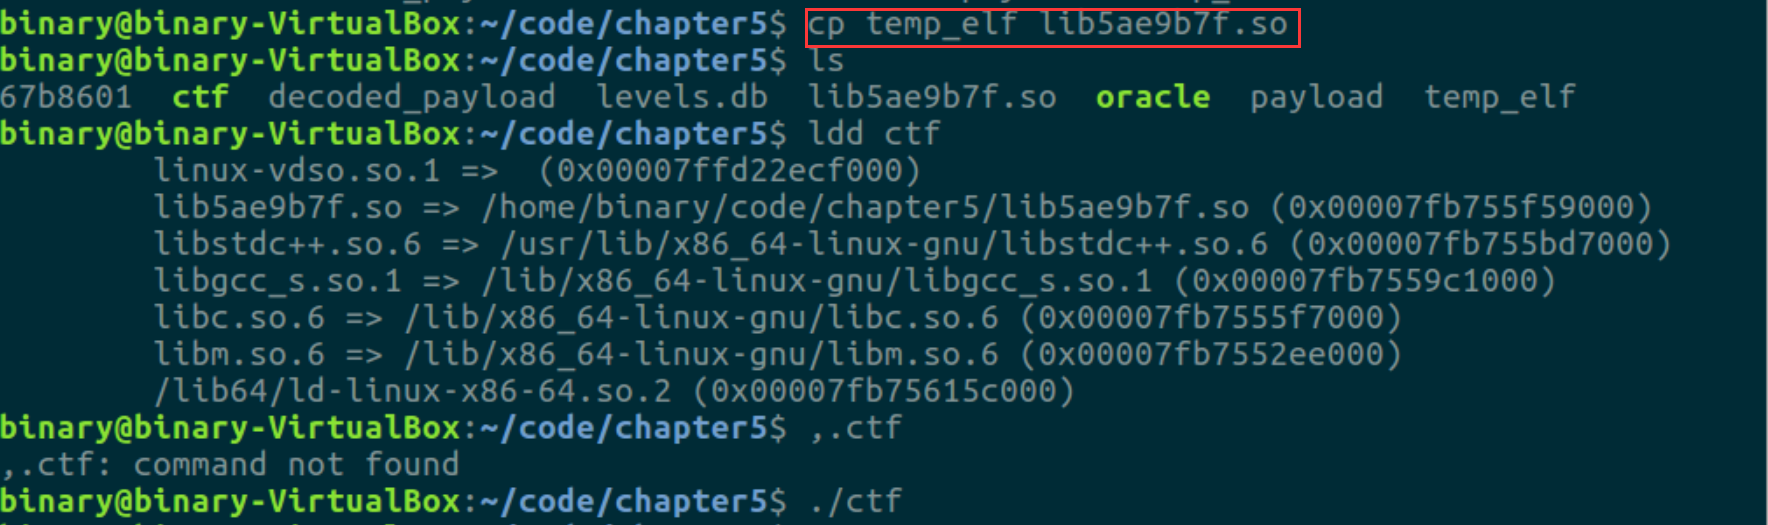 binary@binary-VirtualBox:~/code/chapter5$ cp temp_elf lib5ae9b7f.so
binary@binary-VirtualBox:~/code/chapter5$ ls
67b8601  ctf  decoded_payload  levels.db  lib5ae9b7f.so  oracle  payload  temp_elf
binary@binary-VirtualBox:~/code/chapter5$ ldd ctf
linux-vdso.so.1 =>  (0x00007ffd22ecf000)
lib5ae9b7f.so => /home/binary/code/chapter5/lib5ae9b7f.so (0x00007fb755f59000)
libstdc++.so.6 => /usr/lib/x86_64-linux-gnu/libstdc++.so.6 (0x00007fb755bd7000)
libgcc_s.so.1 => /lib/x86_64-linux-gnu/libgcc_s.so.1 (0x00007fb7559c1000)
libc.so.6 => /lib/x86_64-linux-gnu/libc.so.6 (0x00007fb7555f7000)
libm.so.6 => /lib/x86_64-linux-gnu/libm.so.6 (0x00007fb7552ee000)
/lib64/ld-linux-x86-64.so.2 (0x00007fb75615c000)
binary@binary-VirtualBox:~/code/chapter5$ ,.ctf
,.ctf: command not found
binary@binary-VirtualBox:~/code/chapter5$ ./ctf